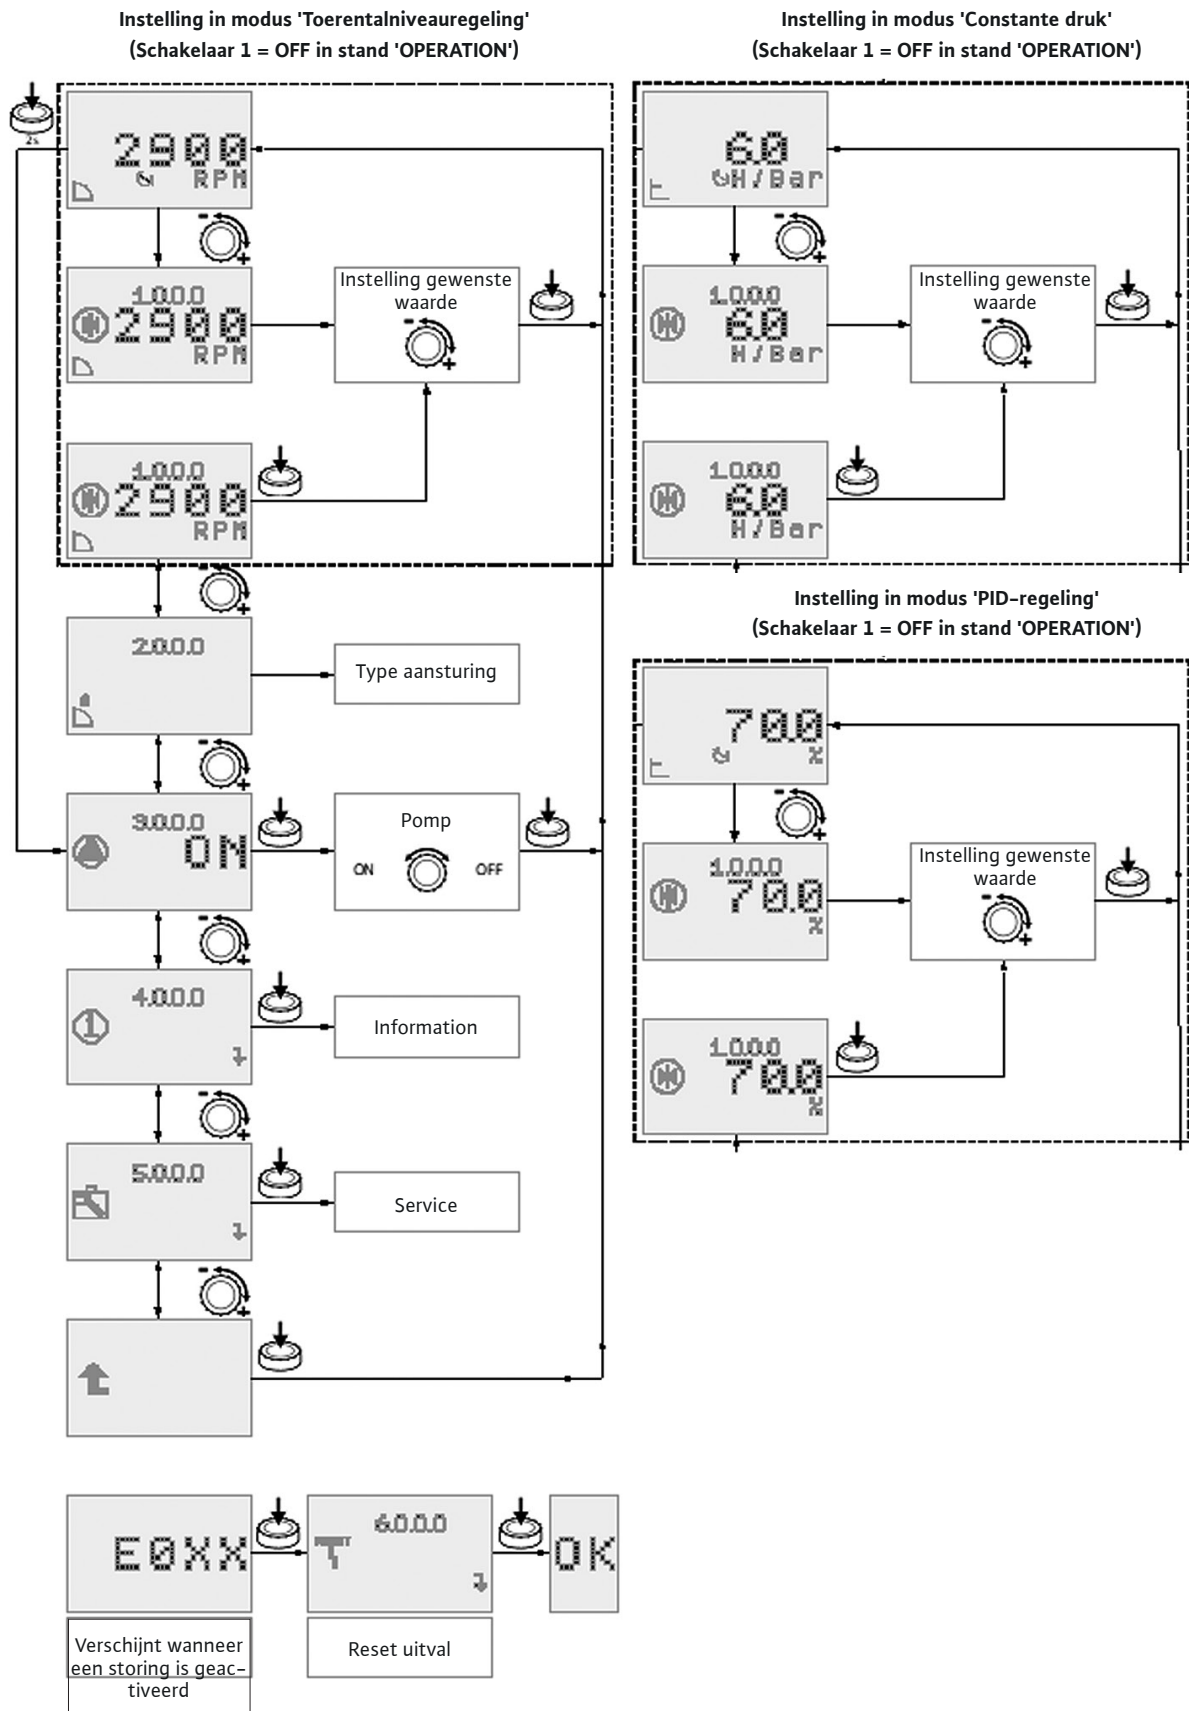 Instelling in modus 'Toerentalniveauregeling'
(Schakelaar 1 = OFF in stand 'OPERATION')
2s
2900
RPM
1.0.0.0
2900
RPM
Instelling gewenste
waarde
- +
1.0.0.0
2900
RPM
2.0.0.0
Type aansturing
3.0.0.0
ON
Pomp
ON OFF
4.0.0.0
Information
5.0.0.0
Service
E0XX
Verschijnt wanneer
een storing is geac-
tiveerd
6.0.0.0
RESET
Reset uitval
OK
Instelling in modus 'Constante druk'
(Schakelaar 1 = OFF in stand 'OPERATION')
6.0
H/Bar
1.0.0.0
6.0
H/Bar
Instelling gewenste
waarde
- +
1.0.0.0
6.0
H/Bar
Instelling in modus 'PID-regeling'
(Schakelaar 1 = OFF in stand 'OPERATION')
70.0
%
1.0.0.0
70.0
%
Instelling gewenste
waarde
- +
1.0.0.0
70.0
%